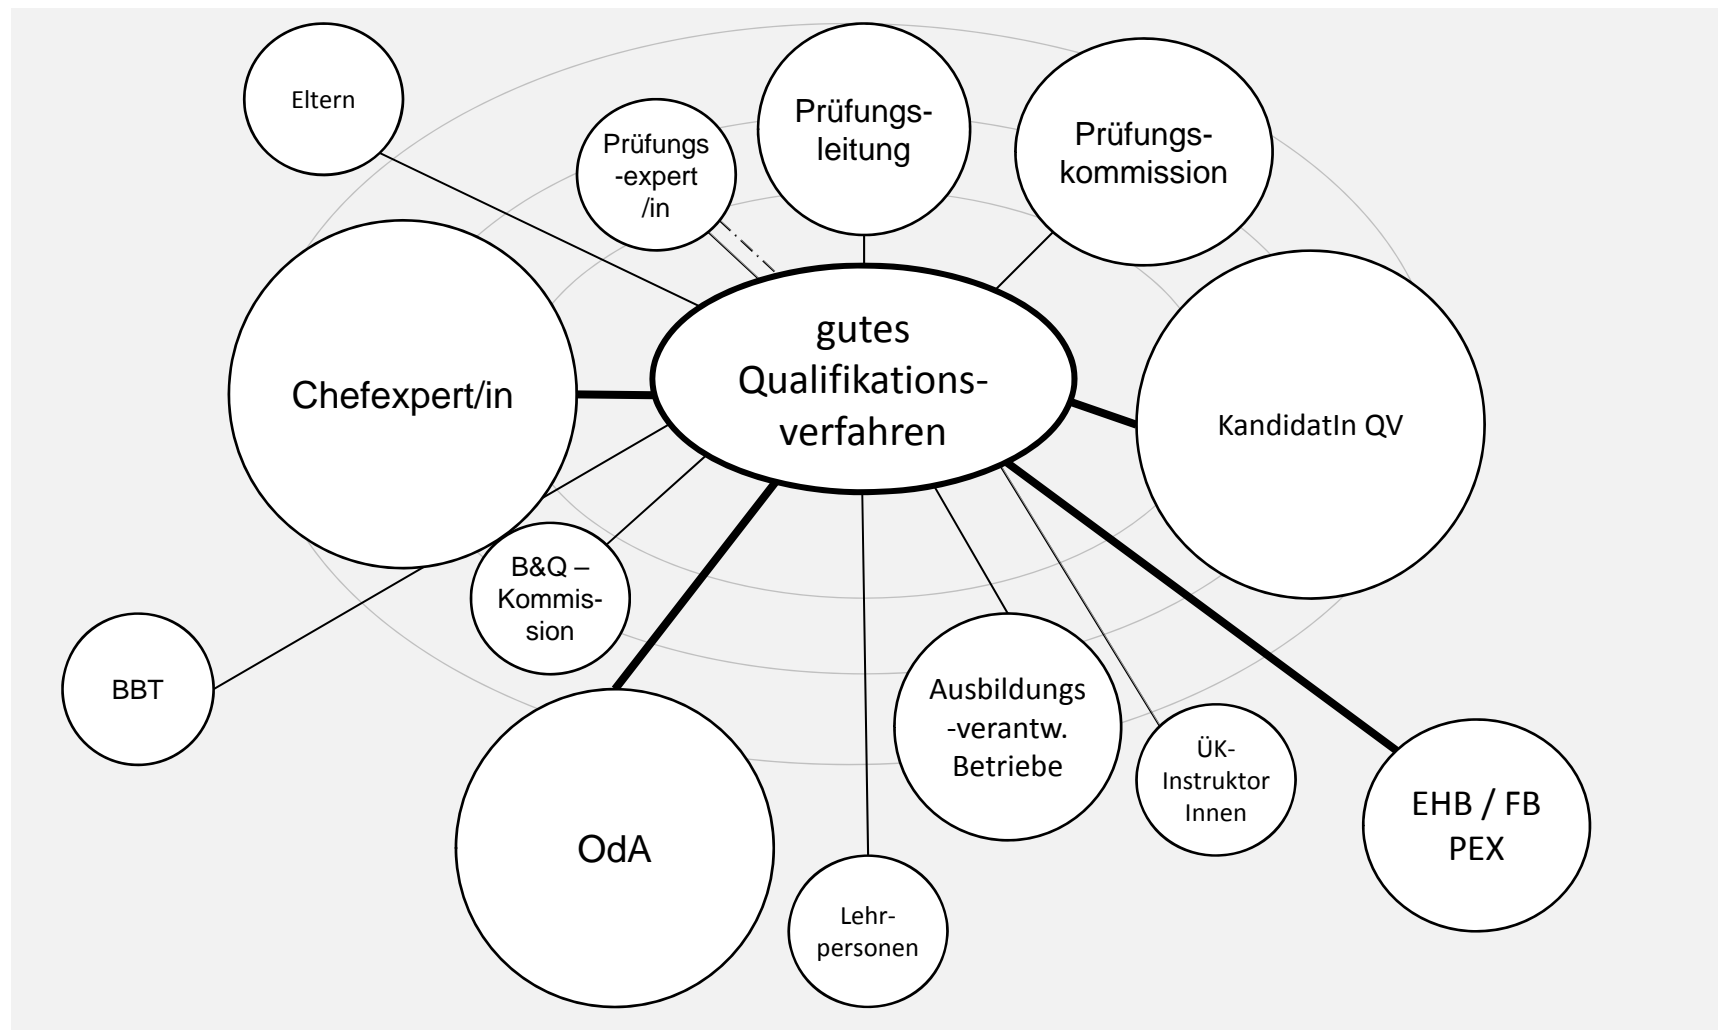 Eltern
Prüfungs
-expert
/in
Prüfungs-
leitung
Prüfungs-
kommission
Chefexpert/in
gutes
Qualifikations-
verfahren
KandidatIn QV
B&Q –
Kommis-
sion
BBT
OdA
Lehr-
personen
Ausbildungs
-verantw.
Betriebe
ÜK-
Instruktor
Innen
EHB / FB
PEX